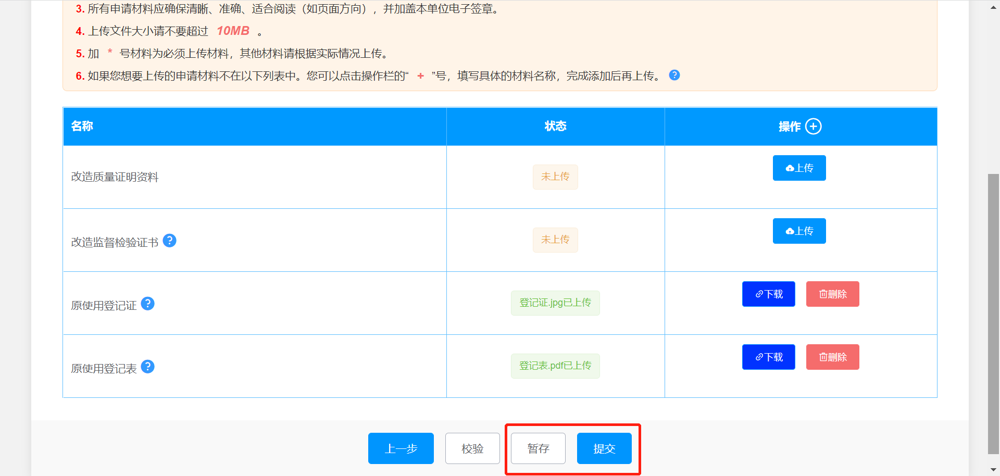 3. 所有申请材料应确保清晰、准确、适合阅读（如页面方向），并加盖本单位电子签章。
4. 上传文件大小请不要超过 10MB 。
5. 加 * 号材料为必须上传材料，其他材料请根据实际情况上传。
6. 如果您想要上传的申请材料不在以下列表中。您可以点击操作栏的“ + ”号，填写具体的材料名称，完成添加后再上传。 ?
名称 状态 操作 +
改造质量证明资料 未上传 上传
改造监督检验证书 ? 未上传 上传
原使用登记证 ? 登记证.jpg已上传 下载 删除
原使用登记表 ? 登记表.pdf已上传 下载 删除
上一步 校验 暂存 提交